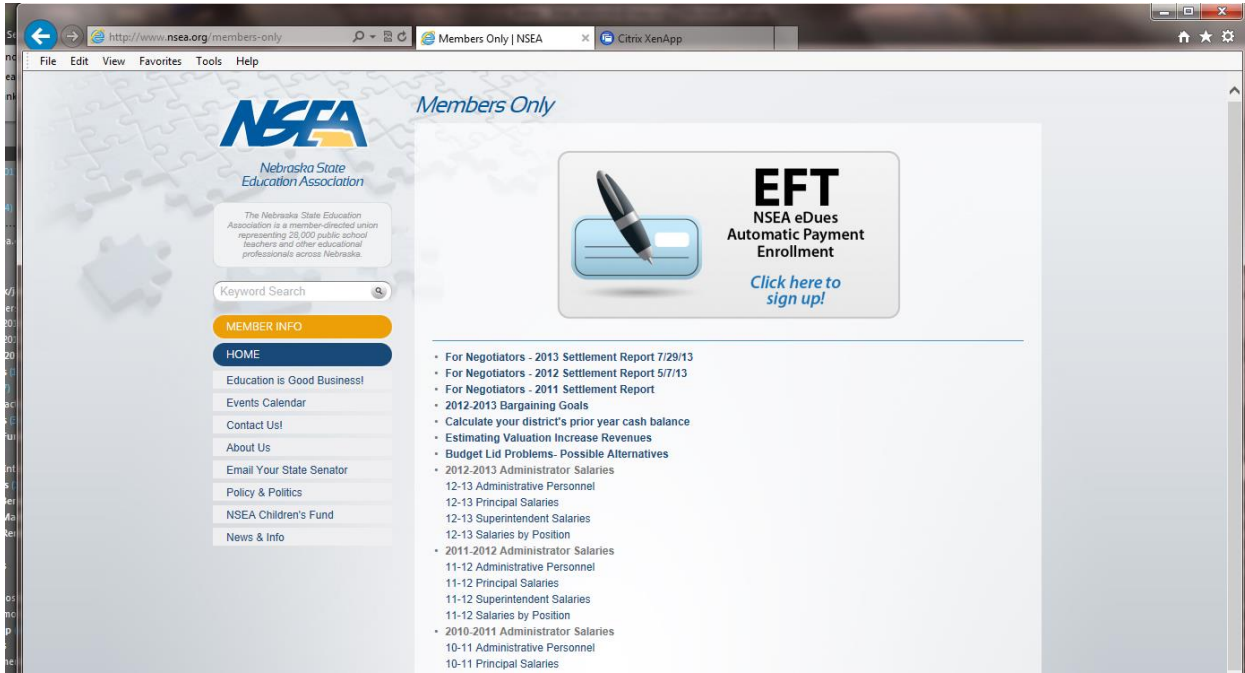 http://www.nsea.org/members-only
Members Only | NSEA
Citrix XenApp
File Edit View Favorites Tools Help
NSEA
Nebraska State
Education Association
The Nebraska State Education
Association is a member-directed union
representing 28,000 public school
teachers and other educational
professionals across Nebraska.
Keyword Search
MEMBER INFO
HOME
Education is Good Business!
Events Calendar
Contact Us!
About Us
Email Your State Senator
Policy & Politics
NSEA Children's Fund
News & Info
Members Only
EFT
NSEA eDues
Automatic Payment
Enrollment
Click here to
sign up!
• For Negotiators - 2013 Settlement Report 7/29/13
• For Negotiators - 2012 Settlement Report 5/7/13
• For Negotiators - 2011 Settlement Report
• 2012-2013 Bargaining Goals
• Calculate your district's prior year cash balance
• Estimating Valuation Increase Revenues
• Budget Lid Problems- Possible Alternatives
• 2012-2013 Administrator Salaries
12-13 Administrative Personnel
12-13 Principal Salaries
12-13 Superintendent Salaries
12-13 Salaries by Position
• 2011-2012 Administrator Salaries
11-12 Administrative Personnel
11-12 Principal Salaries
11-12 Superintendent Salaries
11-12 Salaries by Position
• 2010-2011 Administrator Salaries
10-11 Administrative Personnel
10-11 Principal Salaries